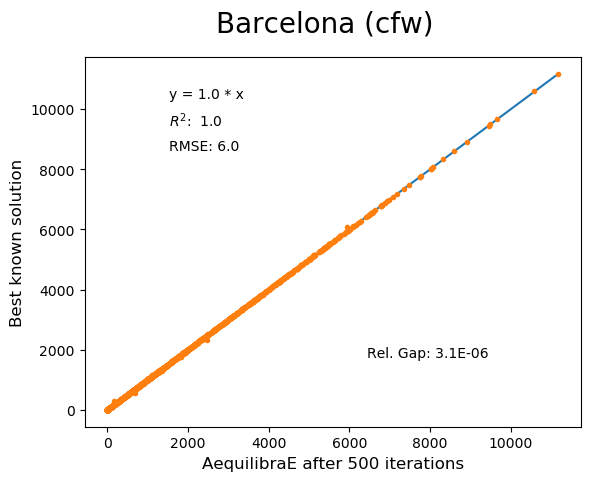 Barcelona (cfw)
y = 1.0 * x
R²: 1.0
RMSE: 6.0
Rel. Gap: 3.1E-06
Best known solution
10000
8000
6000
4000
2000
0
0 2000 4000 6000 8000 10000
AequilibraE after 500 iterations